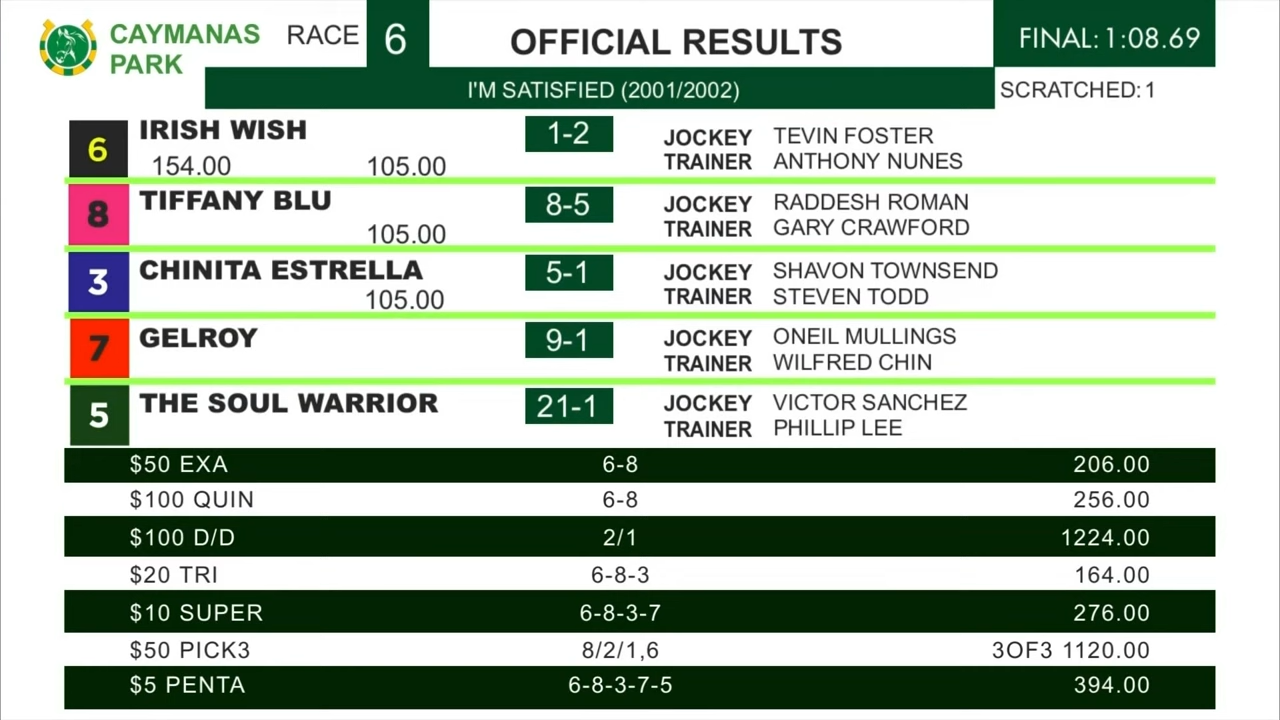 CAYMANAS PARK
RACE 6
OFFICIAL RESULTS
FINAL: 1:08.69
I'M SATISFIED (2001/2002)
SCRATCHED: 1
6 IRISH WISH 1-2 JOCKEY TEVIN FOSTER
154.00 105.00 TRAINER ANTHONY NUNES
8 TIFFANY BLU 8-5 JOCKEY RADDESH ROMAN
105.00 TRAINER GARY CRAWFORD
3 CHINITA ESTRELLA 5-1 JOCKEY SHAVON TOWNSEND
105.00 TRAINER STEVEN TODD
7 GELROY 9-1 JOCKEY ONEIL MULLINGS
TRAINER WILFRED CHIN
5 THE SOUL WARRIOR 21-1 JOCKEY VICTOR SANCHEZ
TRAINER PHILLIP LEE
$50 EXA 6-8 206.00
$100 QUIN 6-8 256.00
$100 D/D 2/1 1224.00
$20 TRI 6-8-3 164.00
$10 SUPER 6-8-3-7 276.00
$50 PICK3 8/2/1,6 3OF3 1120.00
$5 PENTA 6-8-3-7-5 394.00